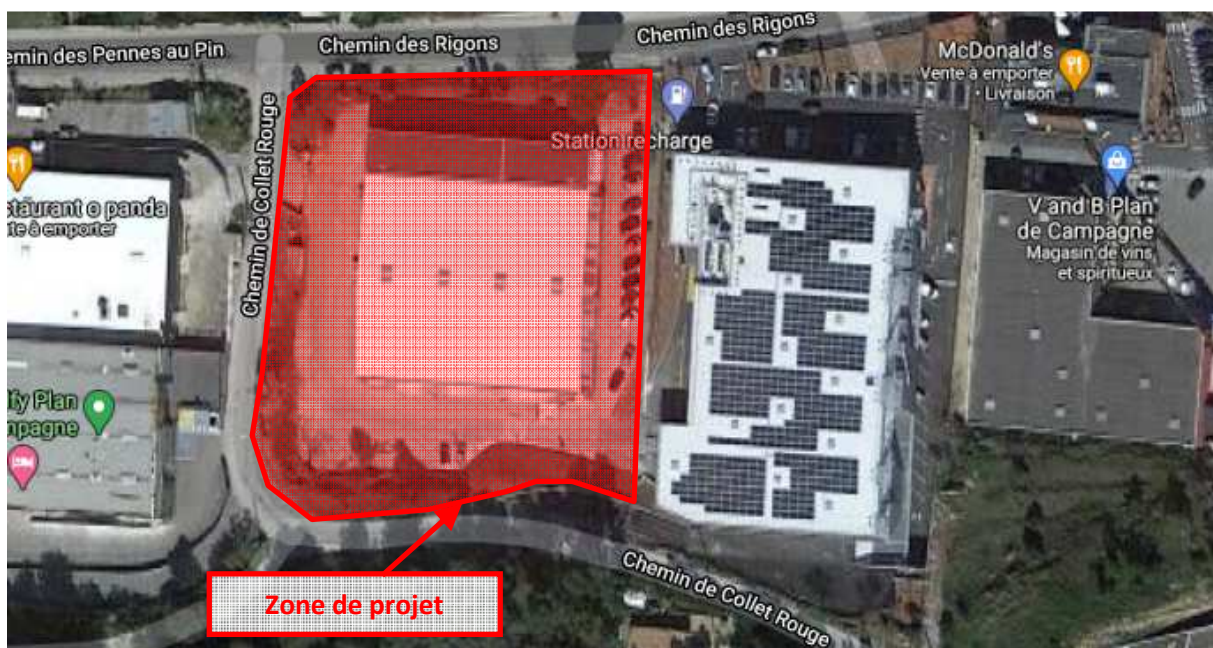 Chemin des Rigons
Chemin des Rigons
emin des Pennes au Pin
McDonald's
Vente à emporter
· Livraison
Chemin de Collet Rouge
Station recharge
staurant o panda
te à emporter
V and B Plan
de Campagne
Magasin de vins
et spiritueux
Plan
mpagne
Chemin de Collet Rouge
Zone de projet